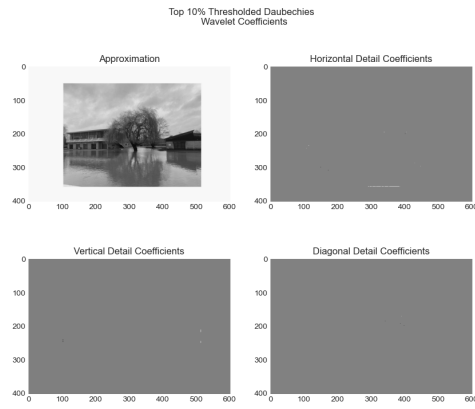 Top 10% Thresholded Daubechies
Wavelet Coefficients
Approximation
0
100
200
300
400
0 100 200 300 400 500 600
Horizontal Detail Coefficients
0
100
200
300
400
0 100 200 300 400 500 600
Vertical Detail Coefficients
0
100
200
300
400
0 100 200 300 400 500 600
Diagonal Detail Coefficients
0
100
200
300
400
0 100 200 300 400 500 600